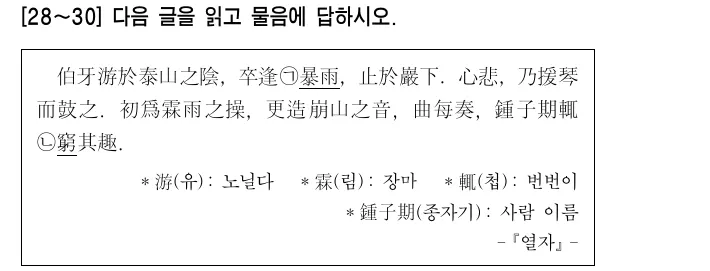 [28～30] 다음 글을 읽고 물음에 답하시오.
伯牙游於泰山之陰, 卒逢㉠暴雨, 止於巖下. 心悲, 乃援琴
而鼓之. 初爲霖雨之操, 更造崩山之音, 曲每奏, 鍾子期輒
㉡窮其趣.
* 游(유): 노닐다 * 霖(림): 장마 * 輒(첩): 번번이
* 鍾子期(종자기): 사람 이름
-『열자』-